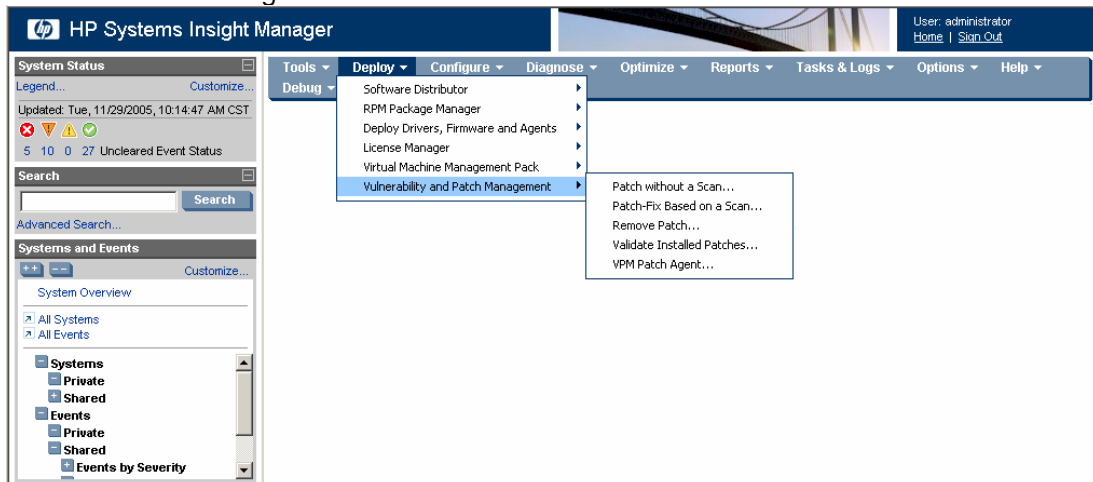 HP Systems Insight Manager
User: administrator
Home | Sign Out
System Status
Legend... Customize...
Updated: Tue, 11/29/2005, 10:14:47 AM CST
5 10 0 27 Uncleared Event Status
Search
Search
Advanced Search...
Systems and Events
++ -- Customize...
System Overview
All Systems
All Events
Systems
Private
Shared
Events
Private
Shared
Events by Severity
Tools Deploy Configure Diagnose Optimize Reports Tasks & Logs Options Help
Debug
Software Distributor
RPM Package Manager
Deploy Drivers, Firmware and Agents
License Manager
Virtual Machine Management Pack
Vulnerability and Patch Management
Patch without a Scan...
Patch-Fix Based on a Scan...
Remove Patch...
Validate Installed Patches...
VPM Patch Agent...